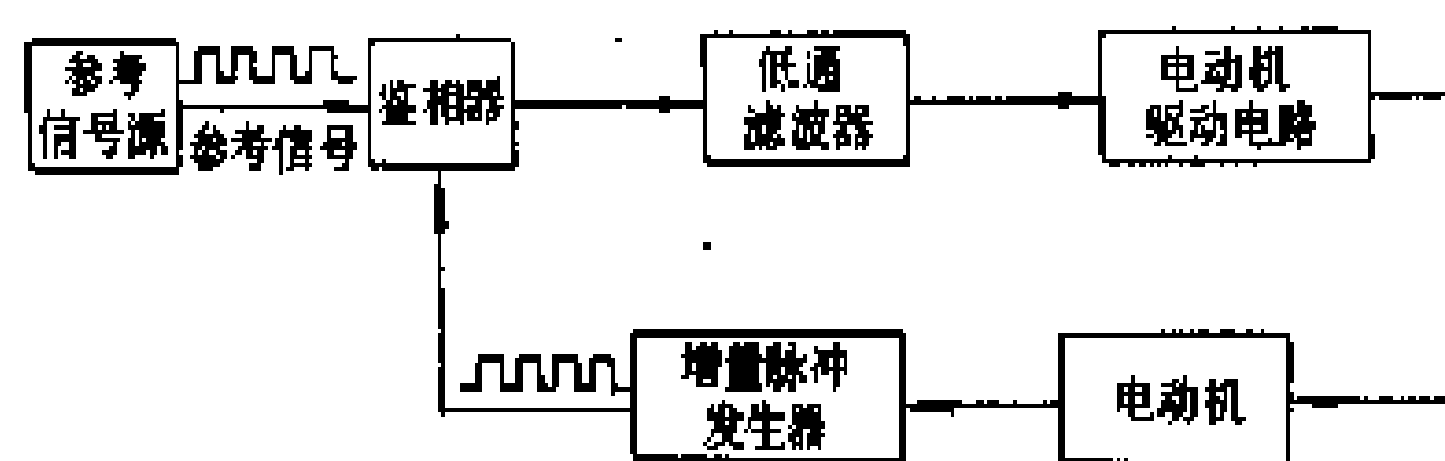 参考
信号源
参考信号
鉴相器
低通
滤波器
电动机
驱动电路
增量脉冲
发生器
电动机